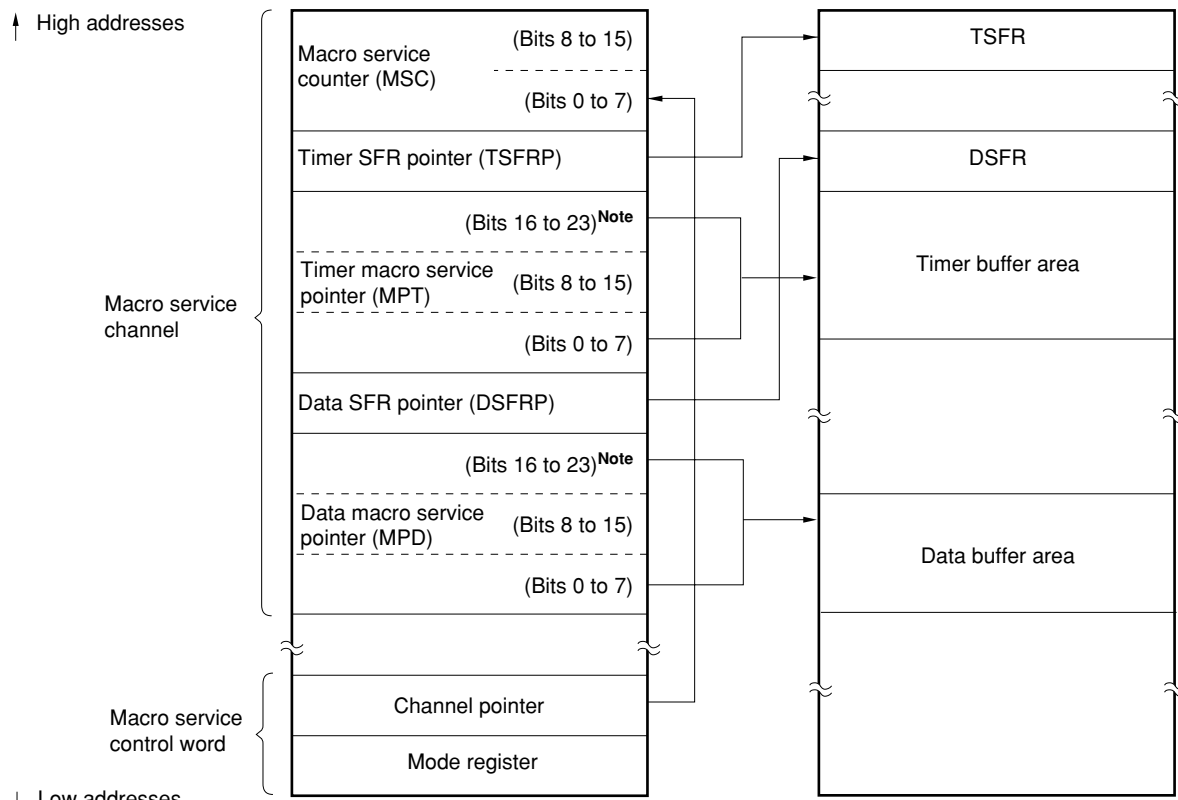 High addresses
Macro service
counter (MSC)
(Bits 8 to 15)
(Bits 0 to 7)
Timer SFR pointer (TSFRP)
(Bits 16 to 23)Note
Timer macro service
pointer (MPT)
(Bits 8 to 15)
(Bits 0 to 7)
Data SFR pointer (DSFRP)
(Bits 16 to 23)Note
Data macro service
pointer (MPD)
(Bits 8 to 15)
(Bits 0 to 7)
Macro service
channel
Channel pointer
Mode register
Macro service
control word
Low addresses
TSFR
DSFR
Timer buffer area
Data buffer area